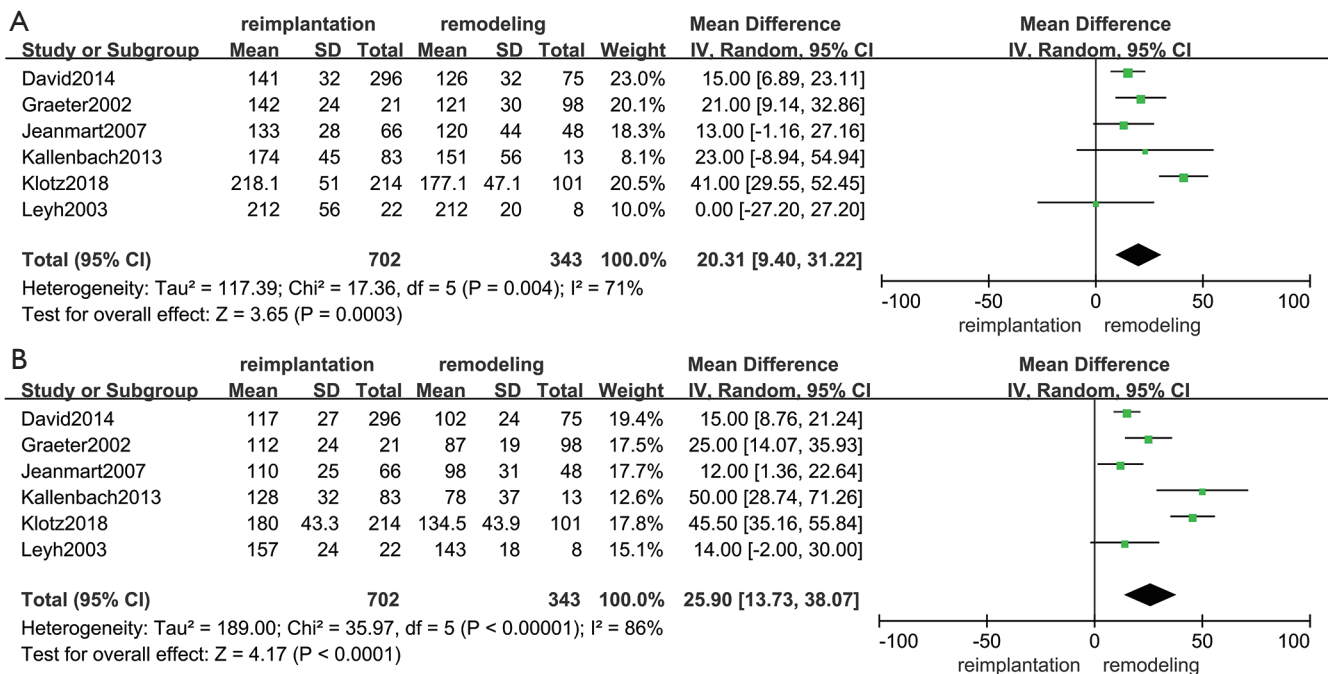 A
reimplantation remodeling Mean Difference Mean Difference
Study or Subgroup Mean SD Total Mean SD Total Weight IV, Random, 95% CI IV, Random, 95% CI
David2014 141 32 296 126 32 75 23.0% 15.00 [6.89, 23.11]
Graeter2002 142 24 21 121 30 98 20.1% 21.00 [9.14, 32.86]
Jeanmart2007 133 28 66 120 44 48 18.3% 13.00 [-1.16, 27.16]
Kallenbach2013 174 45 83 151 56 13 8.1% 23.00 [-8.94, 54.94]
Klotz2018 218.1 51 214 177.1 47.1 101 20.5% 41.00 [29.55, 52.45]
Leyh2003 212 56 22 212 20 8 10.0% 0.00 [-27.20, 27.20]
Total (95% CI) 702 343 100.0% 20.31 [9.40, 31.22]
Heterogeneity: Tau² = 117.39; Chi² = 17.36, df = 5 (P = 0.004); I² = 71%
Test for overall effect: Z = 3.65 (P = 0.0003)
-100 -50 0 50 100
reimplantation remodeling
B
reimplantation remodeling Mean Difference Mean Difference
Study or Subgroup Mean SD Total Mean SD Total Weight IV, Random, 95% CI IV, Random, 95% CI
David2014 117 27 296 102 24 75 19.4% 15.00 [8.76, 21.24]
Graeter2002 112 24 21 87 19 98 17.5% 25.00 [14.07, 35.93]
Jeanmart2007 110 25 66 98 31 48 17.7% 12.00 [1.36, 22.64]
Kallenbach2013 128 32 83 78 37 13 12.6% 50.00 [28.74, 71.26]
Klotz2018 180 43.3 214 134.5 43.9 101 17.8% 45.50 [35.16, 55.84]
Leyh2003 157 24 22 143 18 8 15.1% 14.00 [-2.00, 30.00]
Total (95% CI) 702 343 100.0% 25.90 [13.73, 38.07]
Heterogeneity: Tau² = 189.00; Chi² = 35.97, df = 5 (P < 0.00001); I² = 86%
Test for overall effect: Z = 4.17 (P < 0.0001)
-100 -50 0 50 100
reimplantation remodeling